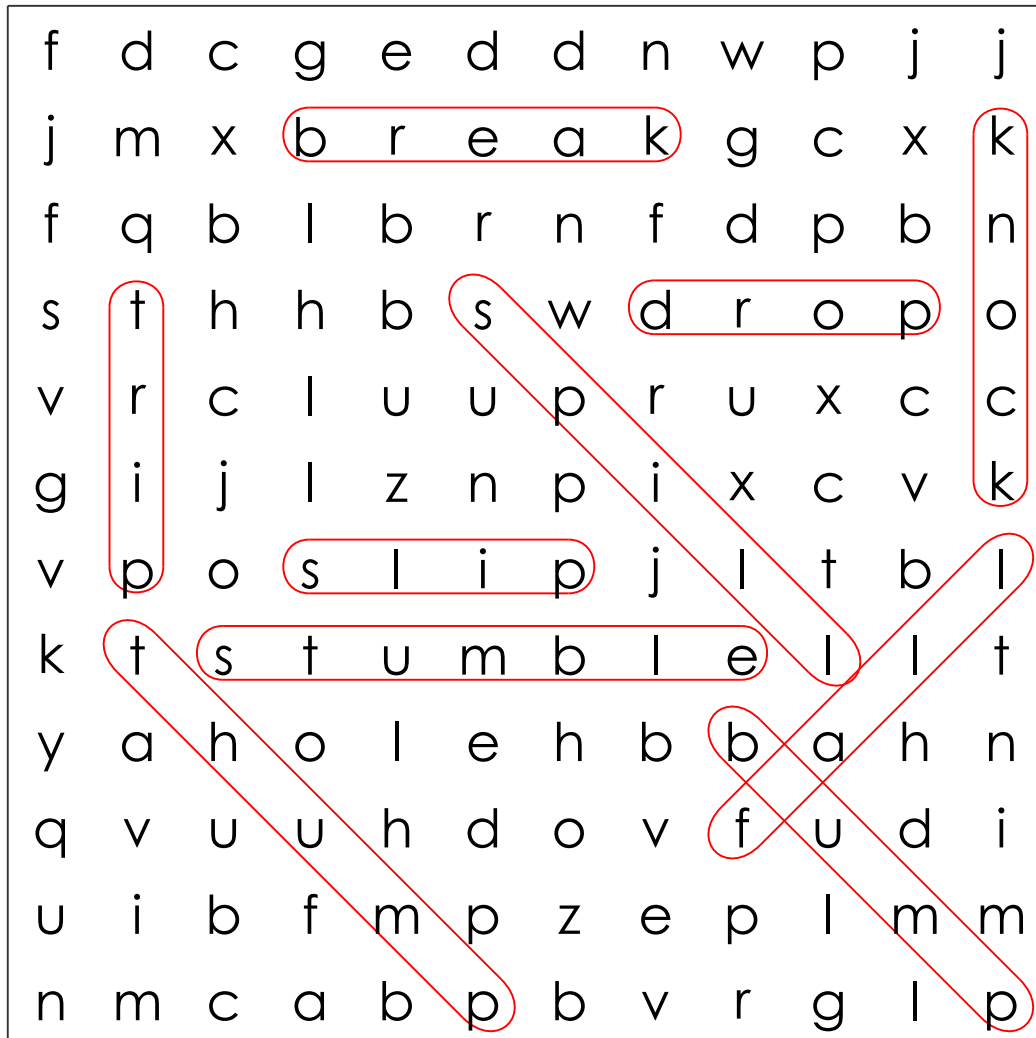 f d c g e d d n w p j j
j m x b r e a k g c x k
f q b l b r n f d p b n
s t h h b s w d r o p o
v r c l u u p r u x c c
g i j l z n p i x c v k
v p o s l i p j l t b l
k t s t u m b l e l l t
y a h o l e h b b a h n
q v u u h d o v f u d i
u i b f m p z e p l m m
n m c a b p b v r g l p